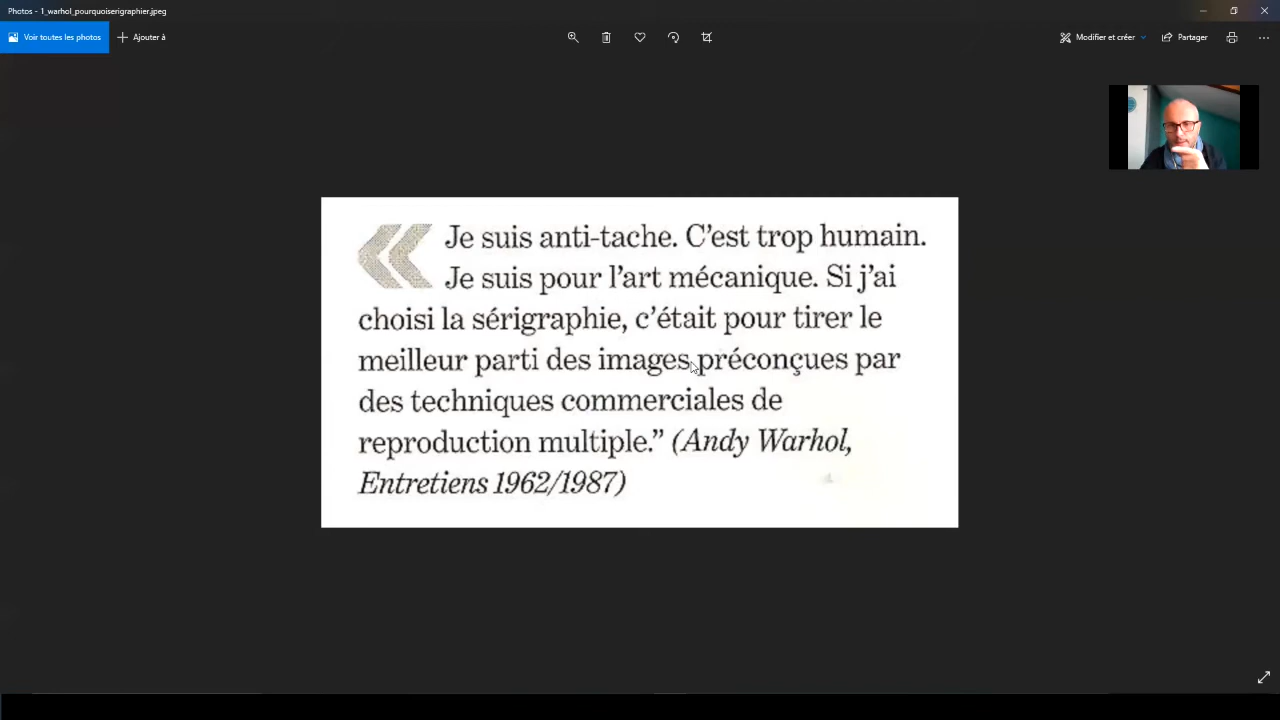 Photos - 1_warhol_pourquoiserigraphier.jpeg
Voir toutes les photos
Ajouter à
Modifier et créer
Partager
« Je suis anti-tache. C’est trop humain.
Je suis pour l’art mécanique. Si j’ai
choisi la sérigraphie, c’était pour tirer le
meilleur parti des images préconçues par
des techniques commerciales de
reproduction multiple.” (Andy Warhol,
Entretiens 1962/1987)